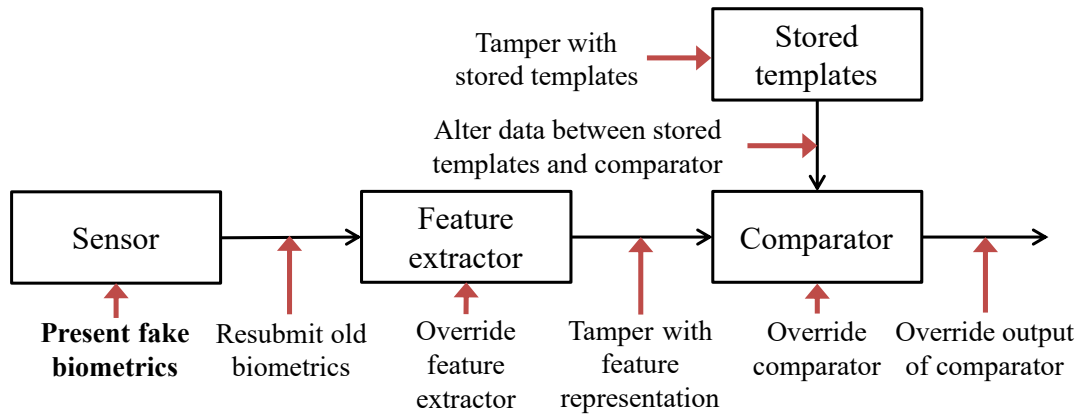 Tamper with
stored templates
Stored
templates
Alter data between stored
templates and comparator
Sensor
Feature
extractor
Comparator
Present fake
biometrics
Resubmit old
biometrics
Override
feature
extractor
Tamper with
feature
representation
Override
comparator
Override output
of comparator